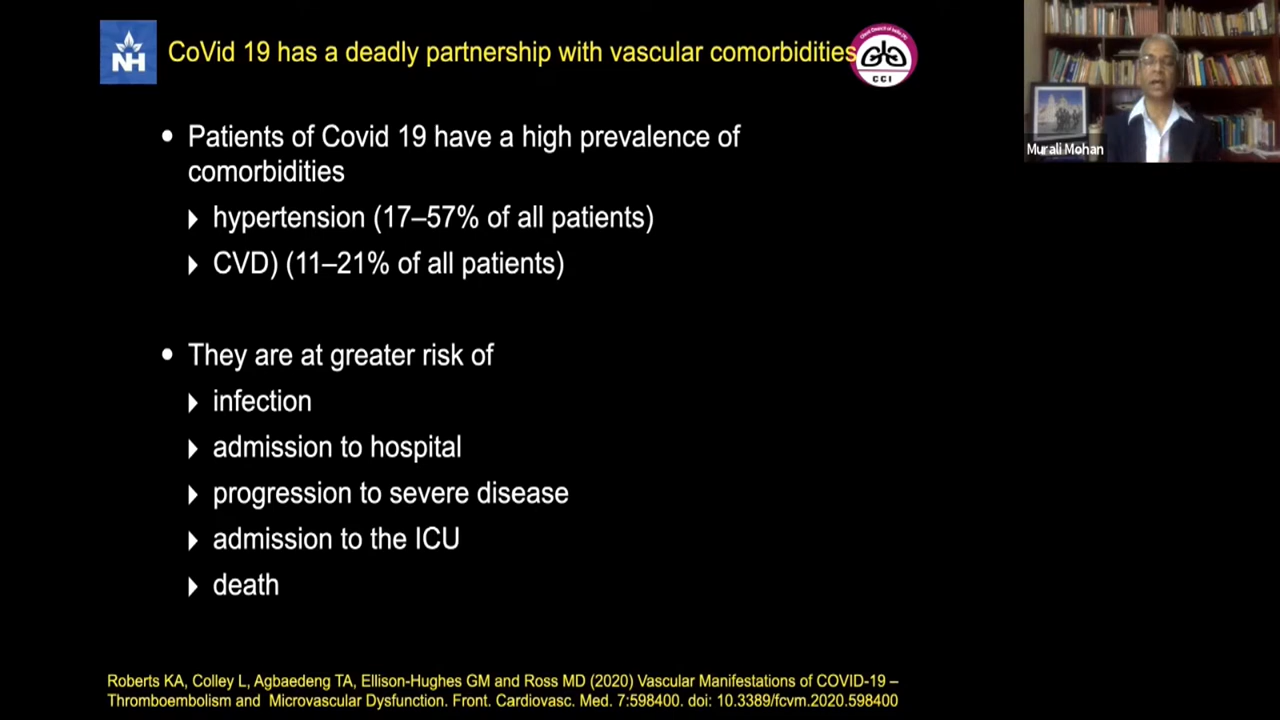 NH
CoVid 19 has a deadly partnership with vascular comorbidities
CCI
Murali Mohan
• Patients of Covid 19 have a high prevalence of
comorbidities
hypertension (17–57% of all patients)
CVD) (11–21% of all patients)
• They are at greater risk of
infection
admission to hospital
progression to severe disease
admission to the ICU
death
Roberts KA, Colley L, Agbaedeng TA, Ellison-Hughes GM and Ross MD (2020) Vascular Manifestations of COVID-19 –
Thromboembolism and Microvascular Dysfunction. Front. Cardiovasc. Med. 7:598400. doi: 10.3389/fcvm.2020.598400